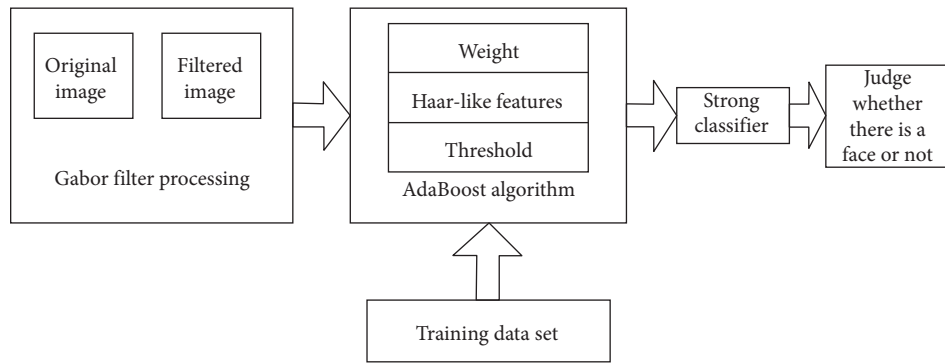 Original
image
Filtered
image
Gabor filter processing
Weight
Haar-like features
Threshold
AdaBoost algorithm
Strong
classifier
Judge
whether
there is a
face or not
Training data set